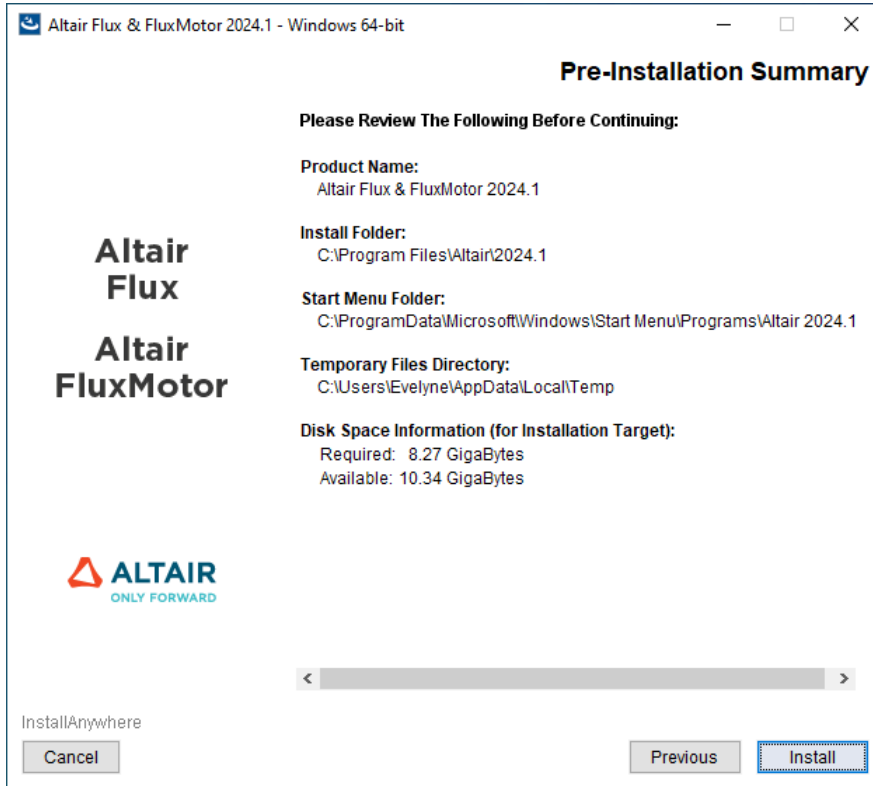 Altair Flux & FluxMotor 2024.1 - Windows 64-bit
Pre-Installation Summary
Please Review The Following Before Continuing:
Product Name:
Altair Flux & FluxMotor 2024.1
Install Folder:
C:\Program Files\Altair\2024.1
Start Menu Folder:
C:\ProgramData\Microsoft\Windows\Start Menu\Programs\Altair 2024.1
Temporary Files Directory:
C:\Users\Evelyne\AppData\Local\Temp
Disk Space Information (for Installation Target):
Required: 8.27 GigaBytes
Available: 10.34 GigaBytes
Altair
Flux
Altair
FluxMotor
ALTAIR
ONLY FORWARD
InstallAnywhere
Cancel
Previous
Install